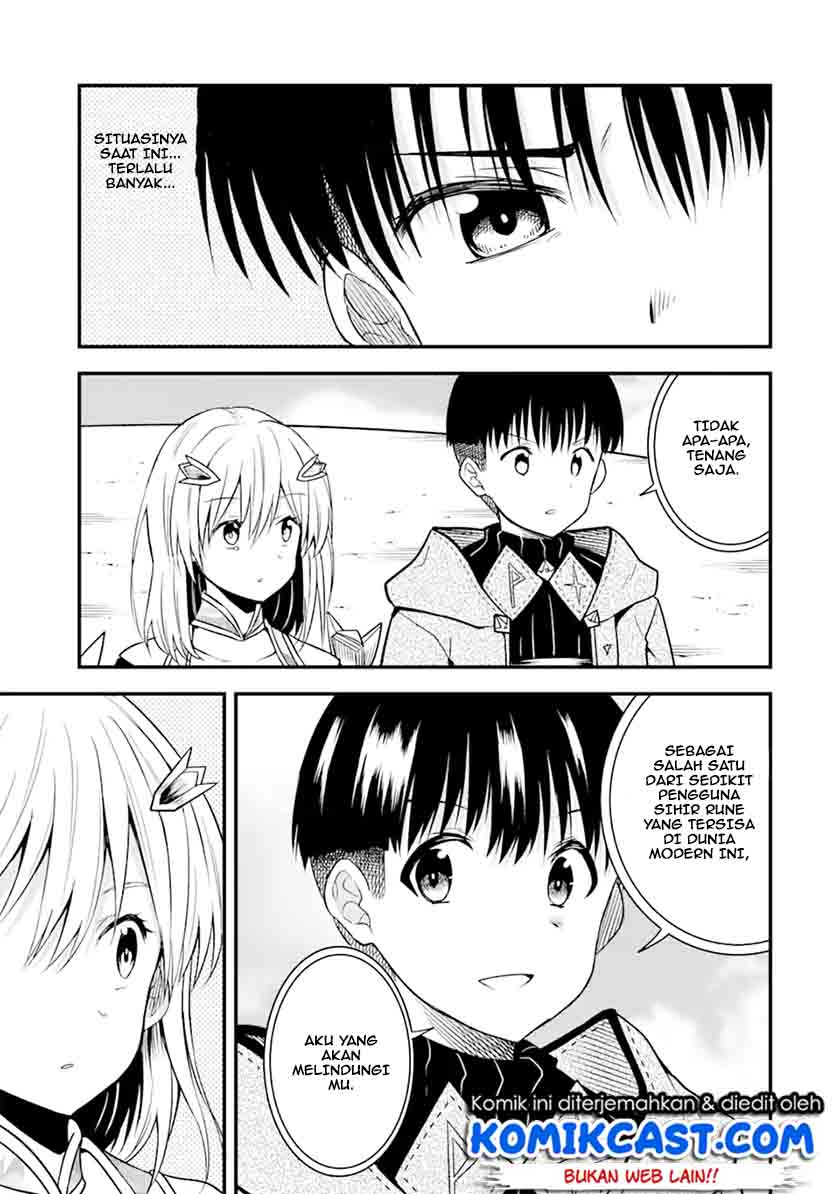 SITUASINYA
SAAT INI...
TERLALU
BANYAK...
TIDAK
APA-APA,
TENANG
SAJA.
SEBAGAI
SALAH SATU
DARI SEDIKIT
PENGGUNA
SIHIR RUNE
YANG TERSISA
DI DUNIA
MODERN INI,
AKU YANG
AKAN
MELINDUNGI
MU.
Komik ini diterjemahkan & diedit oleh
KOMIKCAST.COM
BUKAN WEB LAIN!!